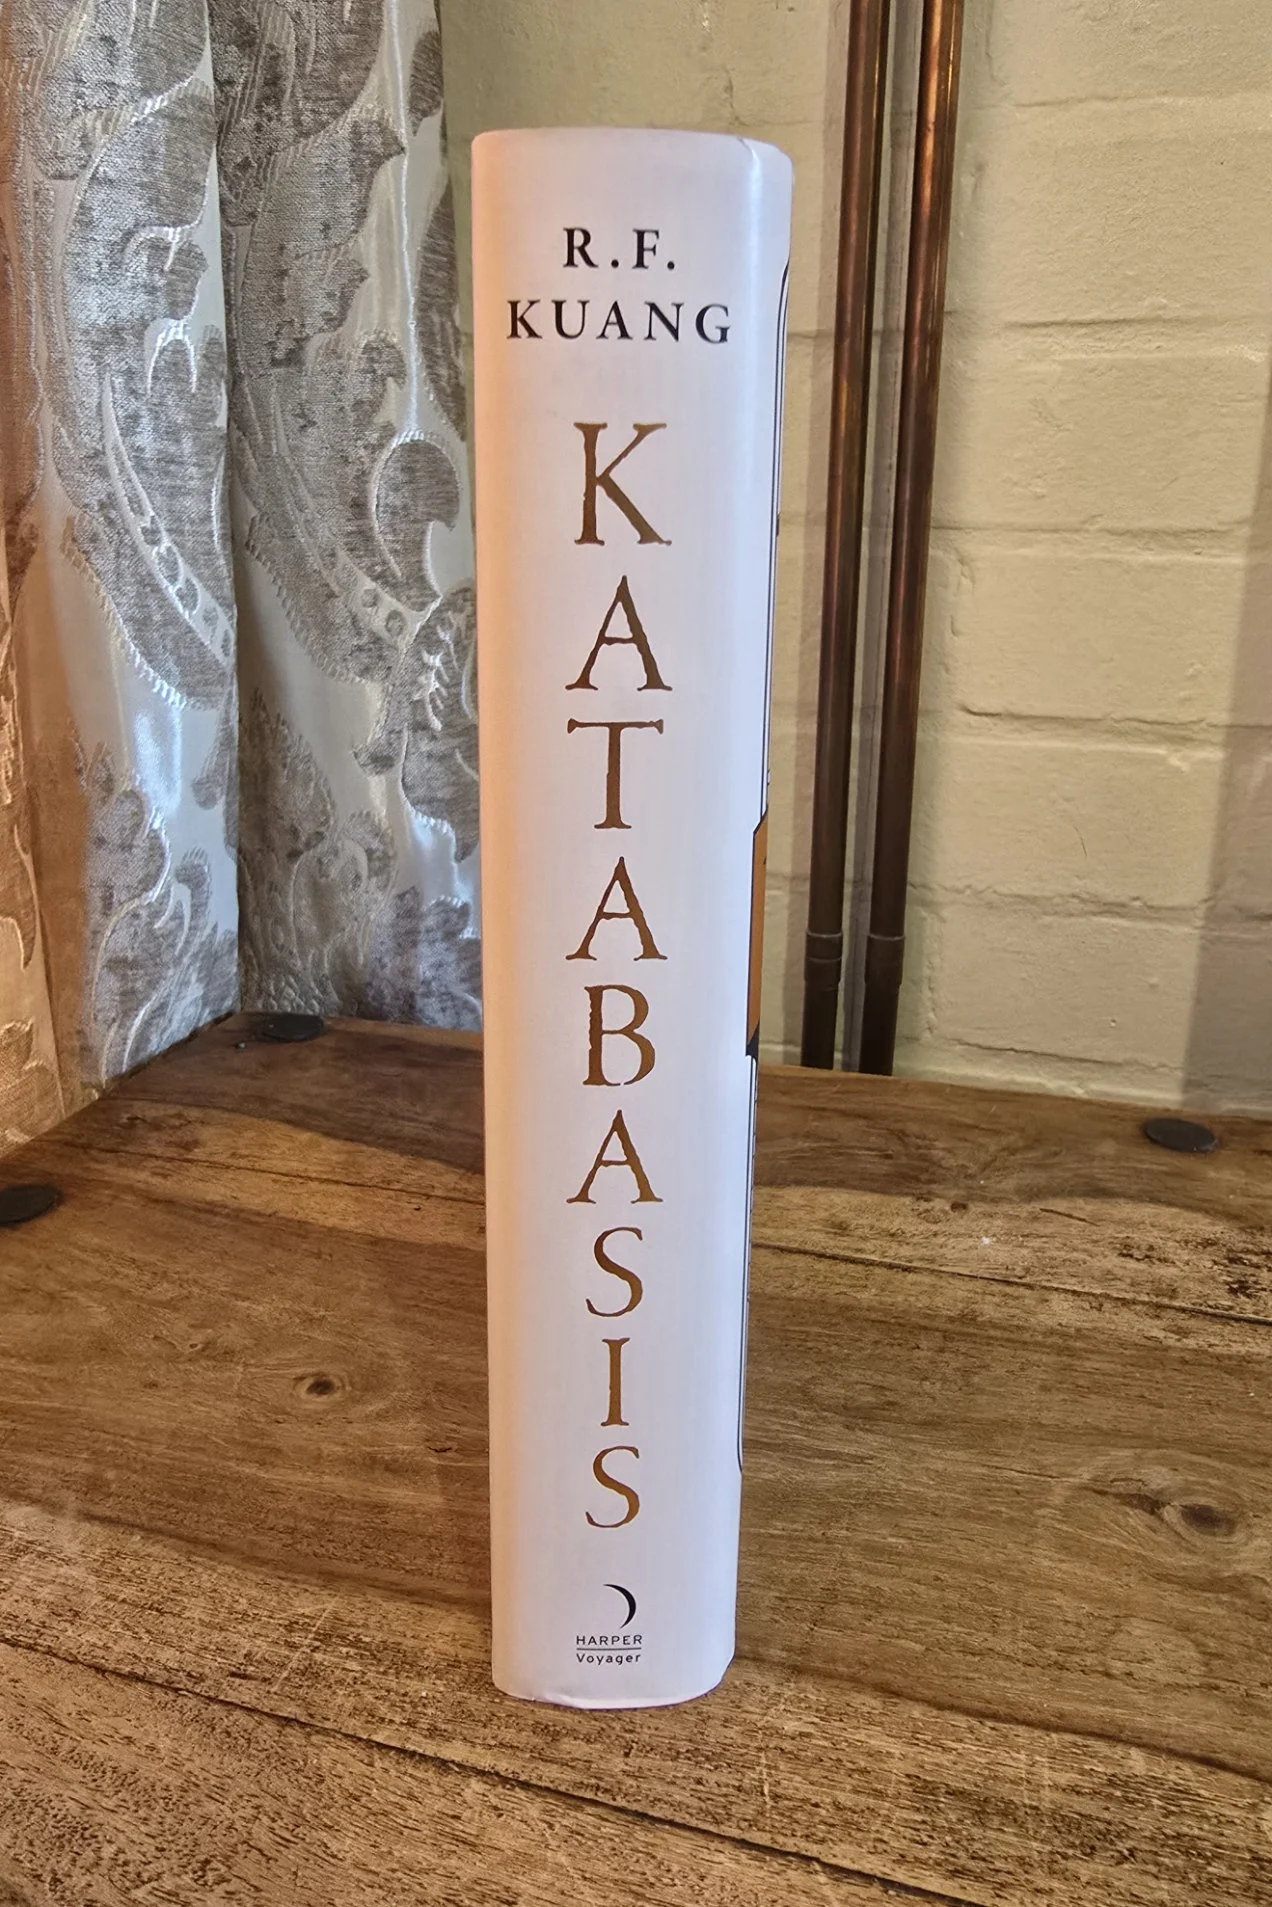 R.F.
KUANG
KATABASIS
HARPER
Voyager